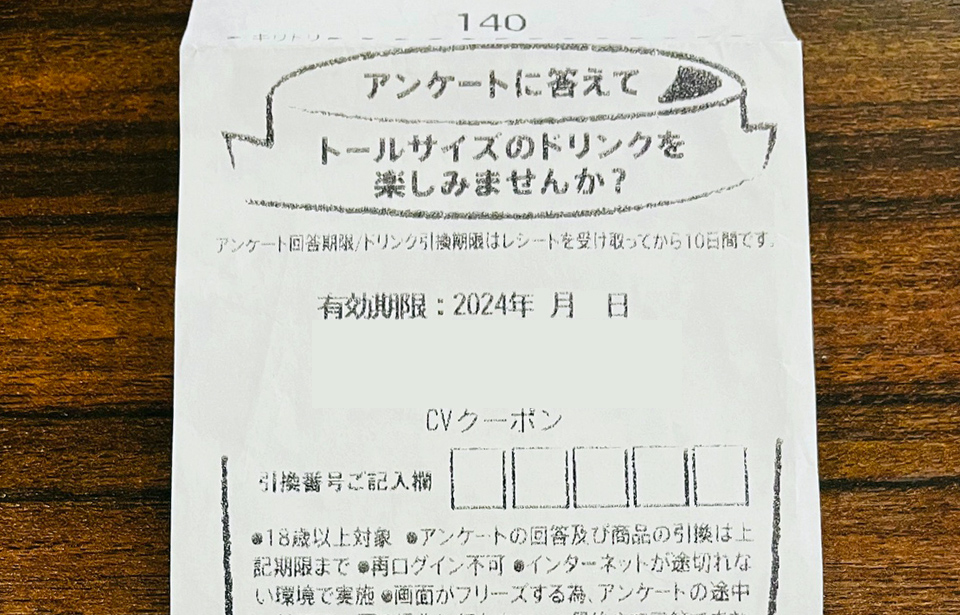 140
キリトリ
アンケートに答えて
トールサイズのドリンクを
楽しみませんか?
アンケート回答期限/ドリンク引換期限はレシートを受け取ってから10日間です。
有効期限:2024年 月 日
CVクーポン
引換番号ご記入欄
●18歳以上対象 ●アンケートの回答及び商品の引換は上
記期限まで ●再ログイン不可 ●インターネットが途切れな
い環境で実施 ●画面がフリーズする為、アンケートの途中